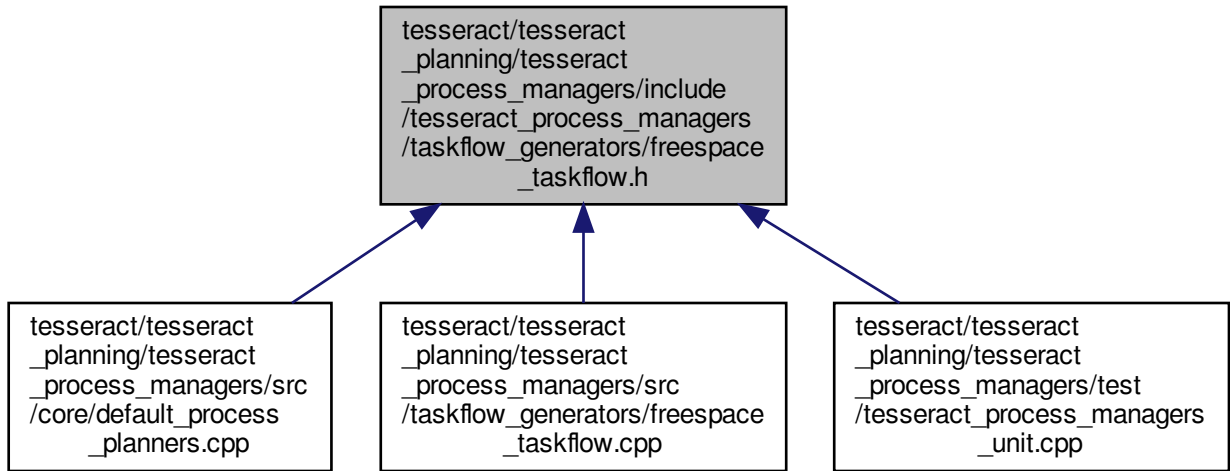 tesseract/tesseract
_planning/tesseract
_process_managers/include
/tesseract_process_managers
/taskflow_generators/freespace
_taskflow.h
tesseract/tesseract
_planning/tesseract
_process_managers/src
/core/default_process
_planners.cpp
tesseract/tesseract
_planning/tesseract
_process_managers/src
/taskflow_generators/freespace
_taskflow.cpp
tesseract/tesseract
_planning/tesseract
_process_managers/test
/tesseract_process_managers
_unit.cpp